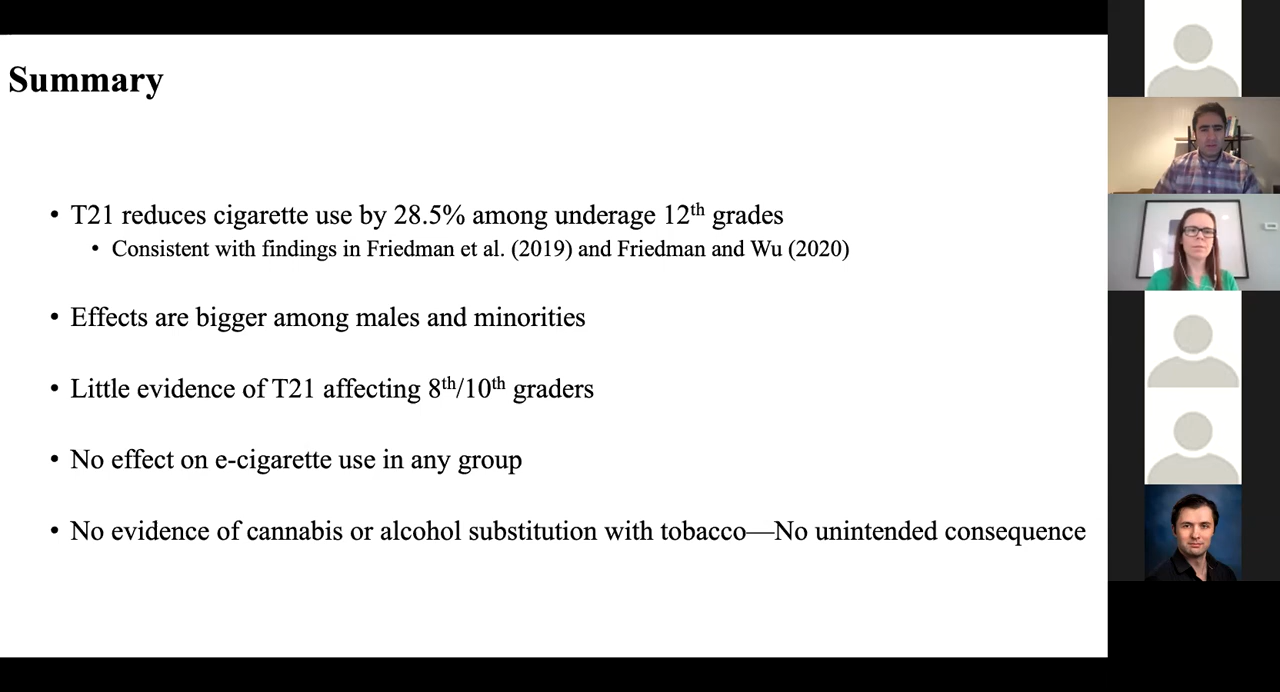 Summary
• T21 reduces cigarette use by 28.5% among underage 12th grades
• Consistent with findings in Friedman et al. (2019) and Friedman and Wu (2020)
• Effects are bigger among males and minorities
• Little evidence of T21 affecting 8th/10th graders
• No effect on e-cigarette use in any group
• No evidence of cannabis or alcohol substitution with tobacco—No unintended consequence